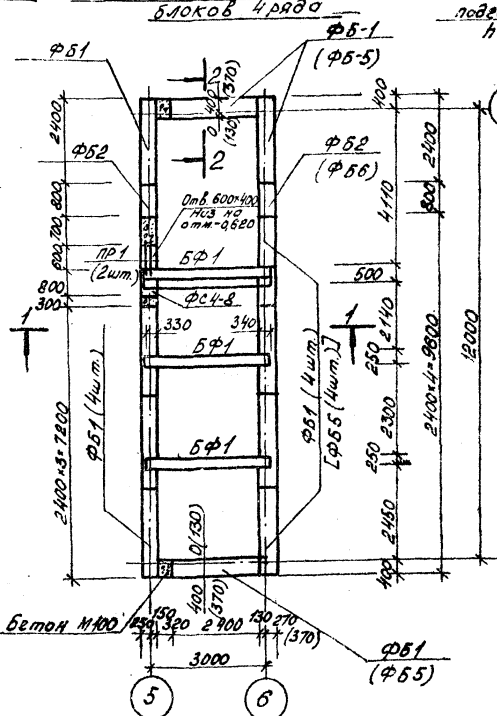 блоков 4 ряда
ФБ1
ФБ-1
(ФБ-5)
подг
h
2
400
(370)
0
(130)
2
2400
ФБ2
800
700
600
800
300
Отв. 600×400
Низ на
отм.-0,620
ПР1
(2шт.)
БФ1
ФС4-8
ФБ2
(ФБ6)
400
2400
800
4110
500
2140
250
2300
250
2450
400
2400×4=9600
12000
1
1
330
340
БФ1
БФ1
ФБ1 (4шт.)
2400×3=7200
ФБ1 (4шт.)
[ФБ5 (4шт.)]
0(130)
400
(370)
Бетон М100
250
150
320
2400
130
270
(370)
3000
ФБ1
(ФБ5)
5
6